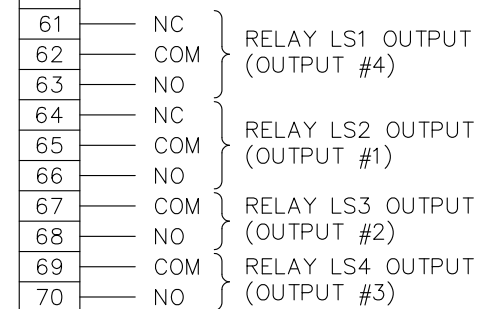 61 NC
62 COM
63 NO
RELAY LS1 OUTPUT
(OUTPUT #4)
64 NC
65 COM
66 NO
RELAY LS2 OUTPUT
(OUTPUT #1)
67 COM
68 NO
RELAY LS3 OUTPUT
(OUTPUT #2)
69 COM
70 NO
RELAY LS4 OUTPUT
(OUTPUT #3)